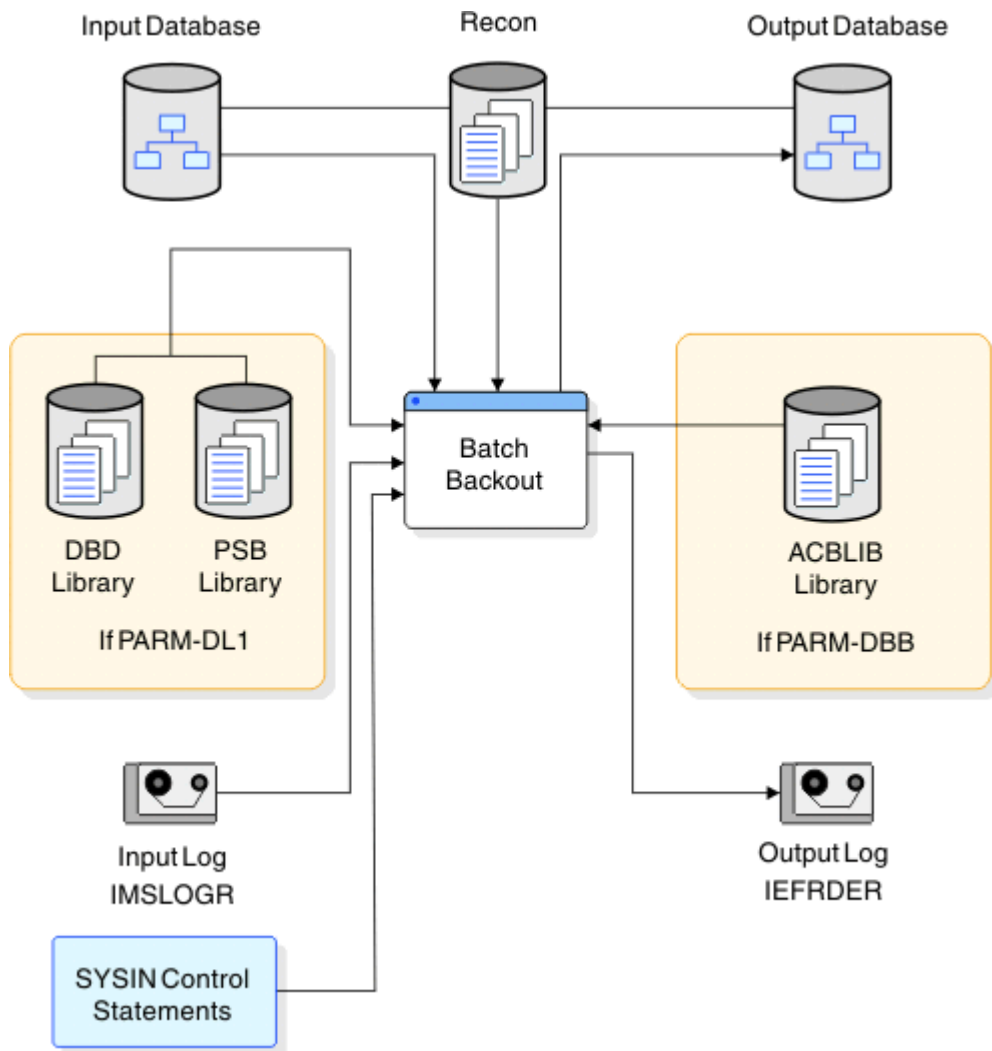 Input Database
Recon
Output Database
Batch
Backout
DBD
Library
PSB
Library
If PARM-DL1
ACBLIB
Library
If PARM-DBB
Input Log
IMSLOGR
Output Log
IEFRDER
SYSIN Control
Statements